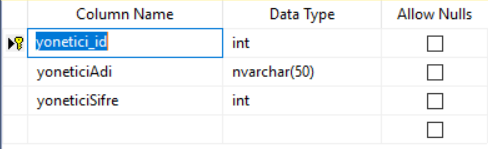 Column Name Data Type Allow Nulls
yonetici_id int
yoneticiAdi nvarchar(50)
yoneticiSifre int